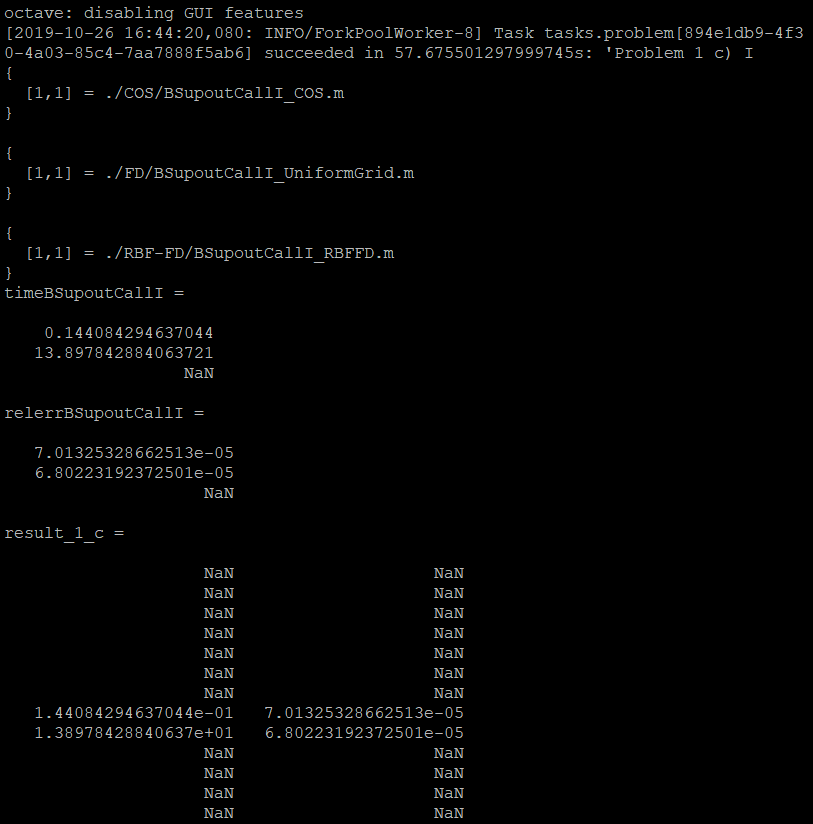 octave: disabling GUI features
[2019-10-26 16:44:20,080: INFO/ForkPoolWorker-8] Task tasks.problem[894e1db9-4f3
0-4a03-85c4-7aa7888f5ab6] succeeded in 57.675501297999745s: 'Problem 1 c) I
{
[1,1] = ./COS/BSupoutCallI_COS.m
}
{
[1,1] = ./FD/BSupoutCallI_UniformGrid.m
}
{
[1,1] = ./RBF-FD/BSupoutCallI_RBFFD.m
}
timeBSupoutCallI =
0.144084294637044
13.897842884063721
NaN
relerrBSupoutCallI =
7.01325328662513e-05
6.80223192372501e-05
NaN
result_1_c =
NaN NaN
NaN NaN
NaN NaN
NaN NaN
NaN NaN
NaN NaN
NaN NaN
1.44084294637044e-01 7.01325328662513e-05
1.38978428840637e+01 6.80223192372501e-05
NaN NaN
NaN NaN
NaN NaN
NaN NaN